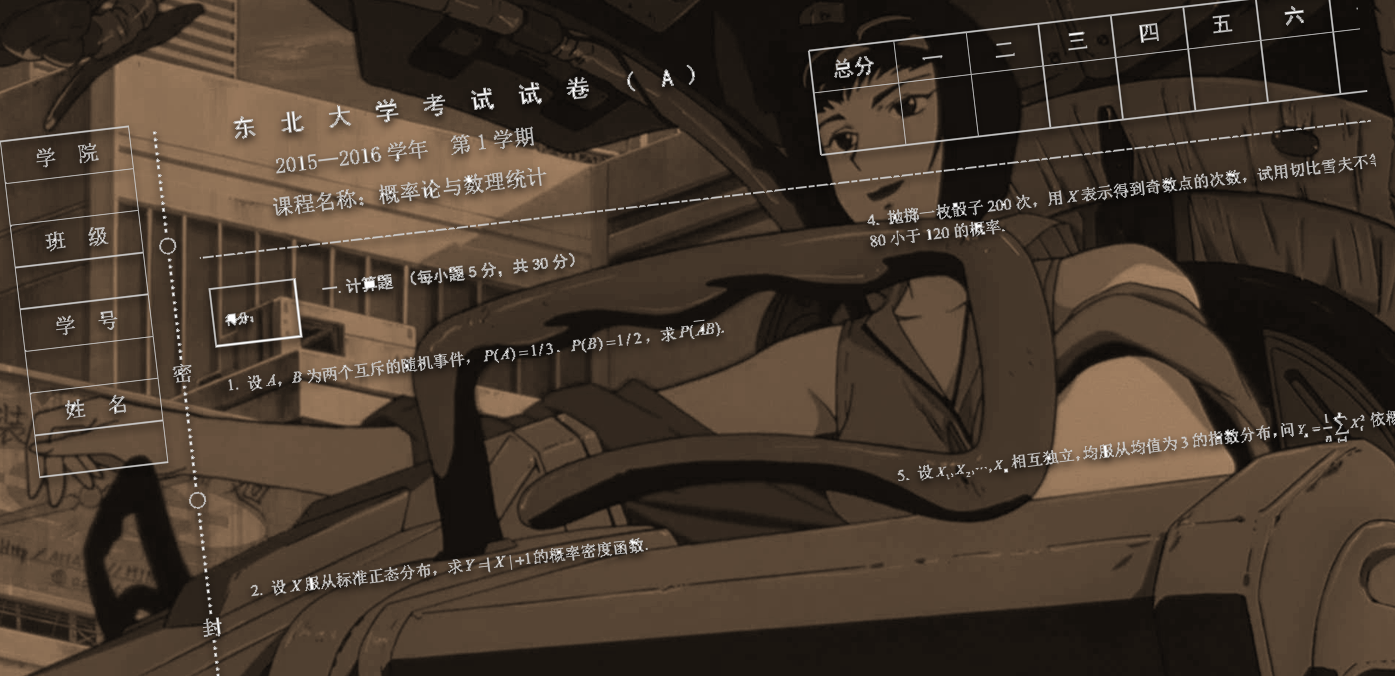 东 北 大 学 考 试 试 卷 （ A ）
2015—2016 学年 第 1 学期
课程名称：概率论与数理统计
总分 一 二 三 四 五 六
学 院
班 级
学 号
姓 名
密
封
得分：
一. 计算题 （每小题 5 分，共 30 分）
1. 设 A，B 为两个互斥的随机事件，P(A)=1/3、P(B)=1/2，求 P(A̅B).
2. 设 X 服从标准正态分布，求 Y=|X|+1 的概率密度函数.
4. 抛掷一枚骰子 200 次，用 X 表示得到奇数点的次数，试用切比雪夫不
80 小于 120 的概率.
5. 设 X₁,X₂,⋯,Xₙ 相互独立，均服从均值为 3 的指数分布，问 Yₙ=1/n∑ᵢ₌₁ⁿXᵢ² 依概